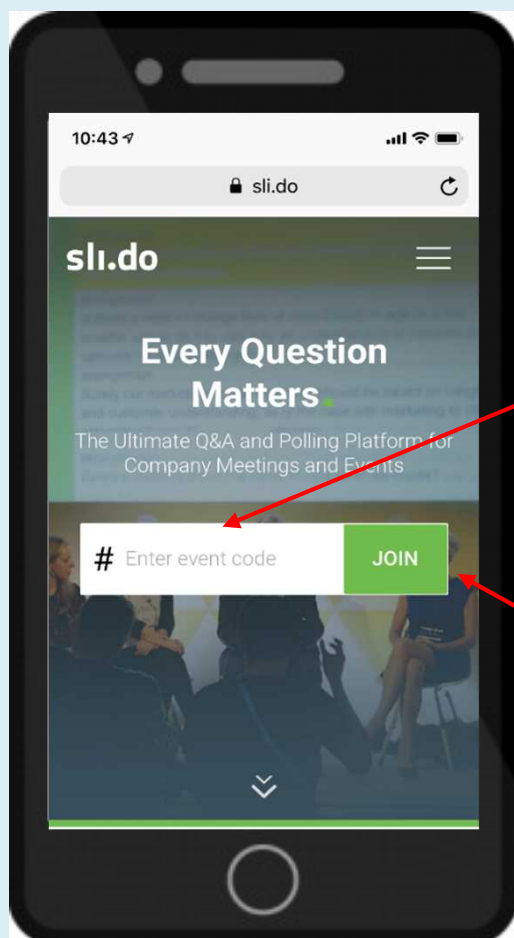 10:43
sli.do
sli.do
Every Question
Matters.
The Ultimate Q&A and Polling Platform for
Company Meetings and Events
# Enter event code
JOIN